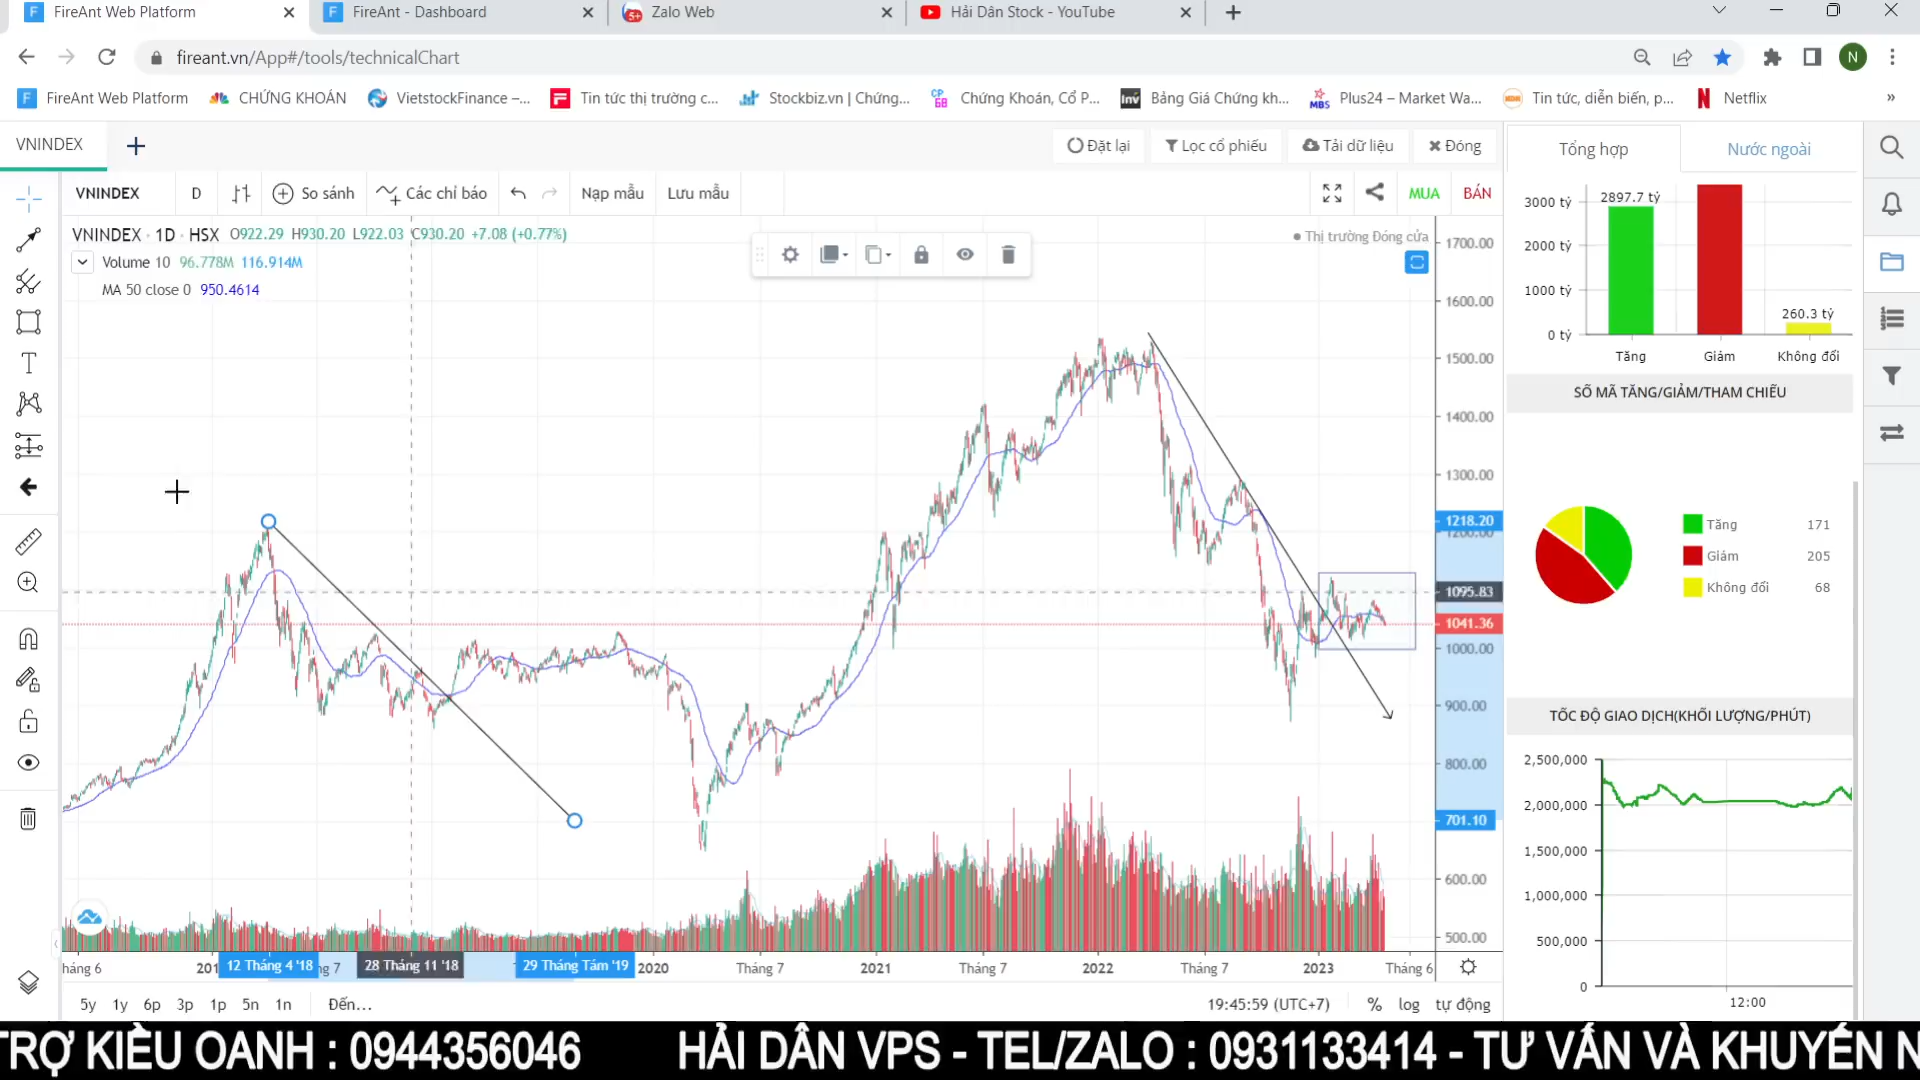 FireAnt Web Platform
FireAnt - Dashboard
Zalo Web
Hải Dân Stock - YouTube
fireant.vn/App#/tools/technicalChart
N
FireAnt Web Platform
CHỨNG KHOÁN
VietstockFinance –...
Tin tức thị trường c...
Stockbiz.vn | Chứng...
Chứng Khoán, Cổ P...
Bảng Giá Chứng kh...
Plus24 – Market Wa...
Tin tức, diễn biến, p...
Netflix
»
VNINDEX
Đặt lại
Lọc cổ phiếu
Tải dữ liệu
Đóng
Tổng hợp
Nước ngoài
VNINDEX
D
So sánh
Các chỉ báo
Nạp mẫu
Lưu mẫu
MUA
BÁN
VNINDEX · 1D · HSX O922.29 H930.20 L922.03 C930.20 +7.08 (+0.77%)
Volume 10 96.778M 116.914M
MA 50 close 0 950.4614
Thị trường Đóng cửa
1700.00
1600.00
1500.00
1400.00
1300.00
1218.20
1200.00
1095.83
1041.36
1000.00
900.00
800.00
701.10
600.00
500.00
háng 6
201
12 Tháng 4 '18
ng 7
28 Tháng 11 '18
29 Tháng Tám '19
2020
Tháng 7
2021
Tháng 7
2022
Tháng 7
2023
Tháng 6
5y 1y 6p 3p 1p 5n 1n
Đến...
19:45:59 (UTC+7)
% log tự động
3000 tỷ
2000 tỷ
1000 tỷ
0 tỷ
2897.7 tỷ
260.3 tỷ
Tăng
Giảm
Không đổi
SỐ MÃ TĂNG/GIẢM/THAM CHIẾU
Tăng 171
Giảm 205
Không đổi 68
TỐC ĐỘ GIAO DỊCH(KHỐI LƯỢNG/PHÚT)
2,500,000
2,000,000
1,500,000
1,000,000
500,000
0
12:00
TRỢ KIỀU OANH : 0944356046 HẢI DÂN VPS - TEL/ZALO : 0931133414 - TƯ VẤN VÀ KHUYẾN N